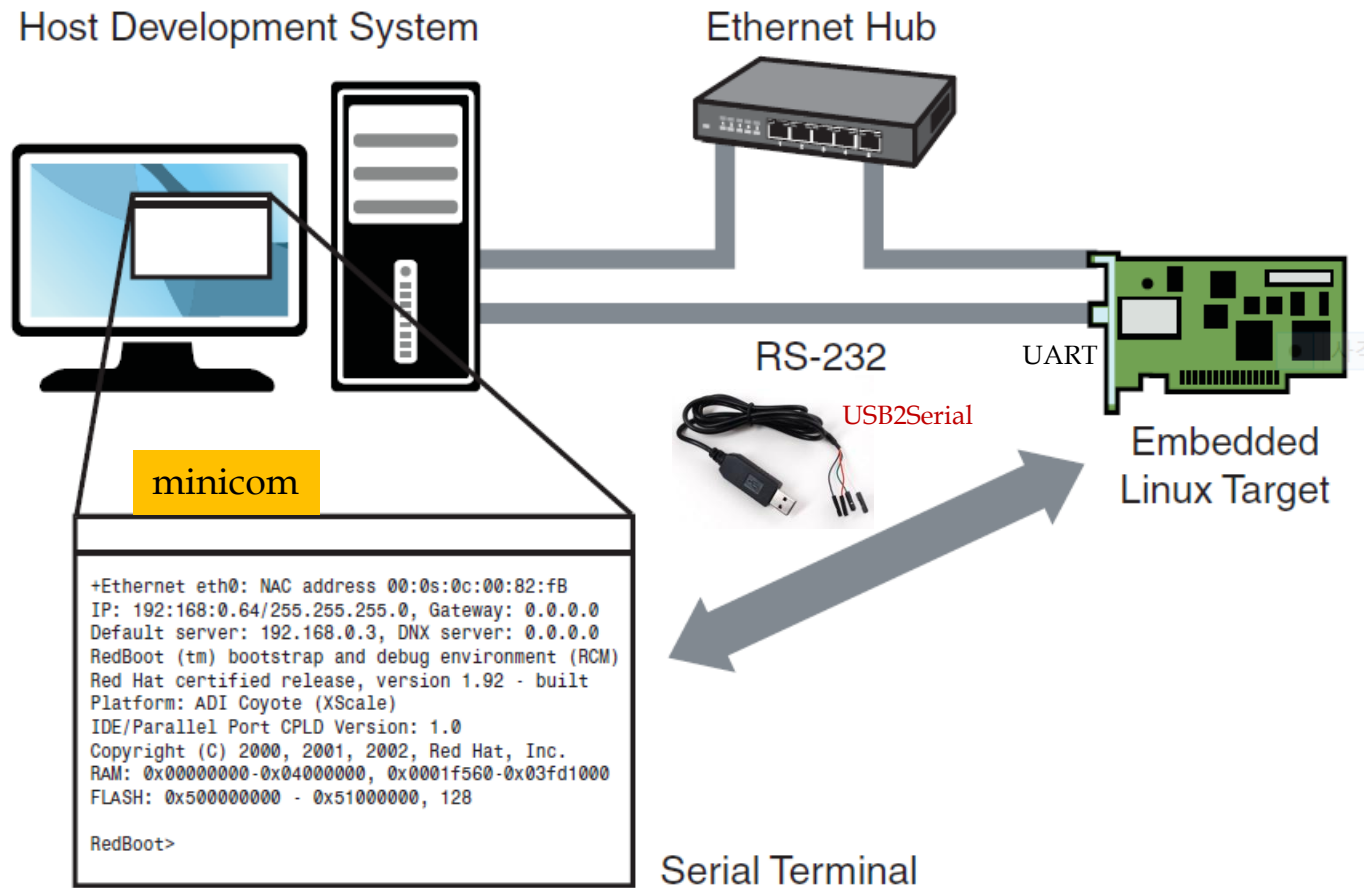 Host Development System
Ethernet Hub
RS-232
UART
USB2Serial
Embedded
Linux Target
minicom
+Ethernet eth0: NAC address 00:0s:0c:00:82:fB
IP: 192:168:0.64/255.255.255.0, Gateway: 0.0.0.0
Default server: 192.168.0.3, DNX server: 0.0.0.0
RedBoot (tm) bootstrap and debug environment (RCM)
Red Hat certified release, version 1.92 - built
Platform: ADI Coyote (XScale)
IDE/Parallel Port CPLD Version: 1.0
Copyright (C) 2000, 2001, 2002, Red Hat, Inc.
RAM: 0x00000000-0x04000000, 0x0001f560-0x03fd1000
FLASH: 0x500000000 - 0x51000000, 128
RedBoot>
Serial Terminal